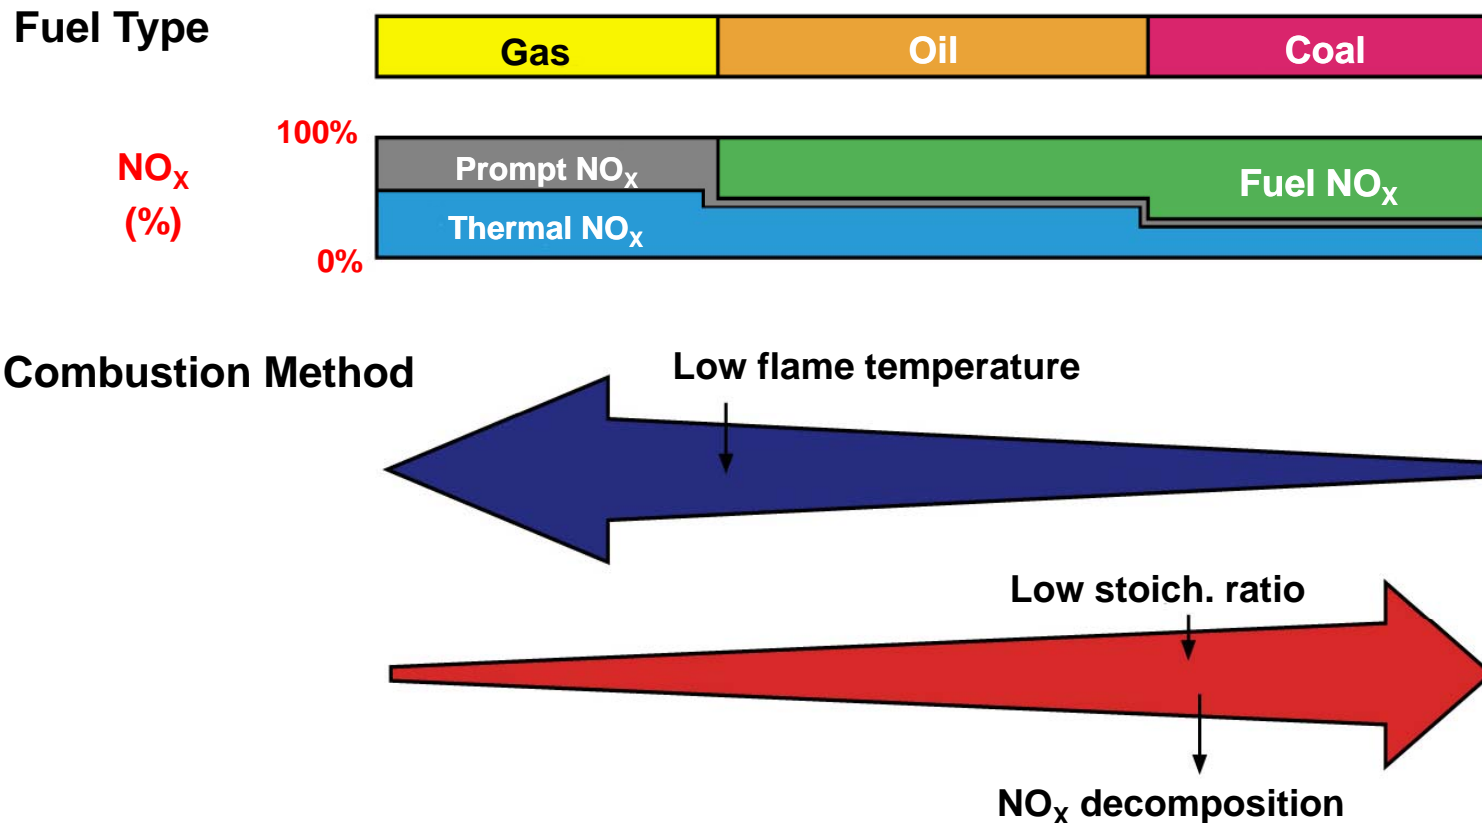 Fuel Type
Gas
Oil
Coal
100%
NOX
(%)
0%
Prompt NOX
Thermal NOX
Fuel NOX
Combustion Method
Low flame temperature
Low stoich. ratio
NOX decomposition